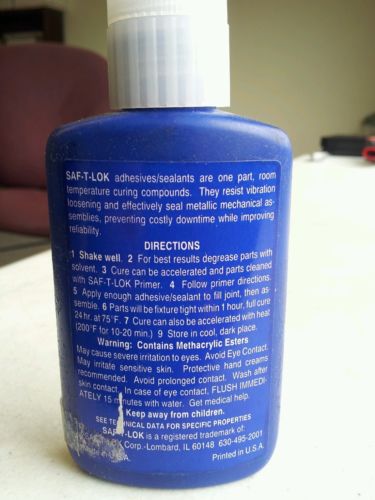 SAF-T-LOK adhesives/sealants are one part, room
temperature curing compounds. They resist vibration
loosening and effectively seal metallic mechanical as-
semblies, preventing costly downtime while improving
reliability.
DIRECTIONS
1 Shake well. 2 For best results degrease parts with
solvent. 3 Cure can be accelerated and parts cleaned
with SAF-T-LOK Primer. 4 Follow primer directions.
5 Apply enough adhesive/sealant to fill joint, then as-
semble. 6 Parts will be fixture tight within 1 hour, full cure
24 hr. at 75°F. 7 Cure can also be accelerated with heat
(200°F for 10-20 min.) 9 Store in cool, dark place.
Warning: Contains Methacrylic Esters
May cause severe irritation to eyes. Avoid Eye Contact.
May irritate sensitive skin. Protective hand creams
recommended. Avoid prolonged contact. Wash after
skin contact. In case of eye contact, FLUSH IMMEDI-
ATELY 15 minutes with water. Get medical help.
Keep away from children.
SEE TECHNICAL DATA FOR SPECIFIC PROPERTIES
SAF-T-LOK is a registered trademark of:
Corp.-Lombard, IL 60148 630-495-2001
Printed in U.S.A.